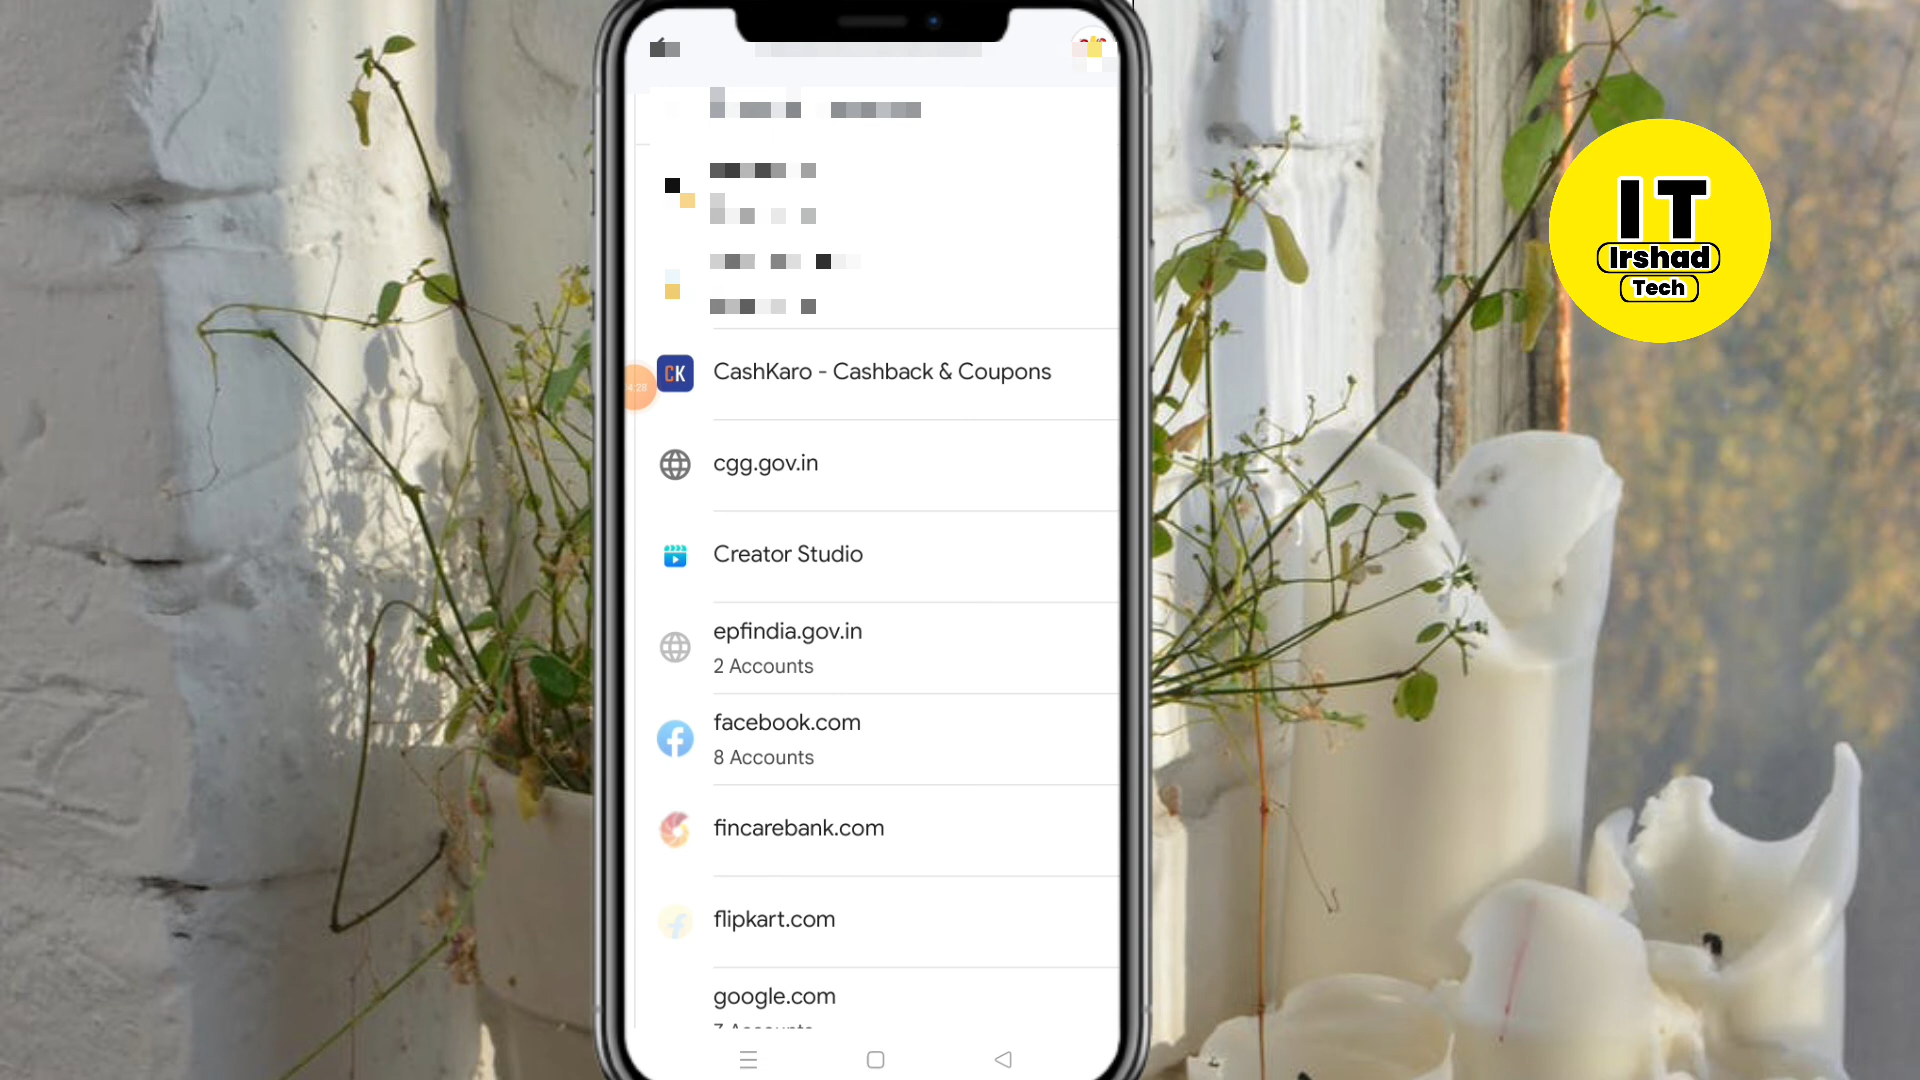 IT
Irshad
Tech
CK
CashKaro - Cashback & Coupons
cgg.gov.in
Creator Studio
epfindia.gov.in
2 Accounts
facebook.com
8 Accounts
fincarebank.com
flipkart.com
google.com